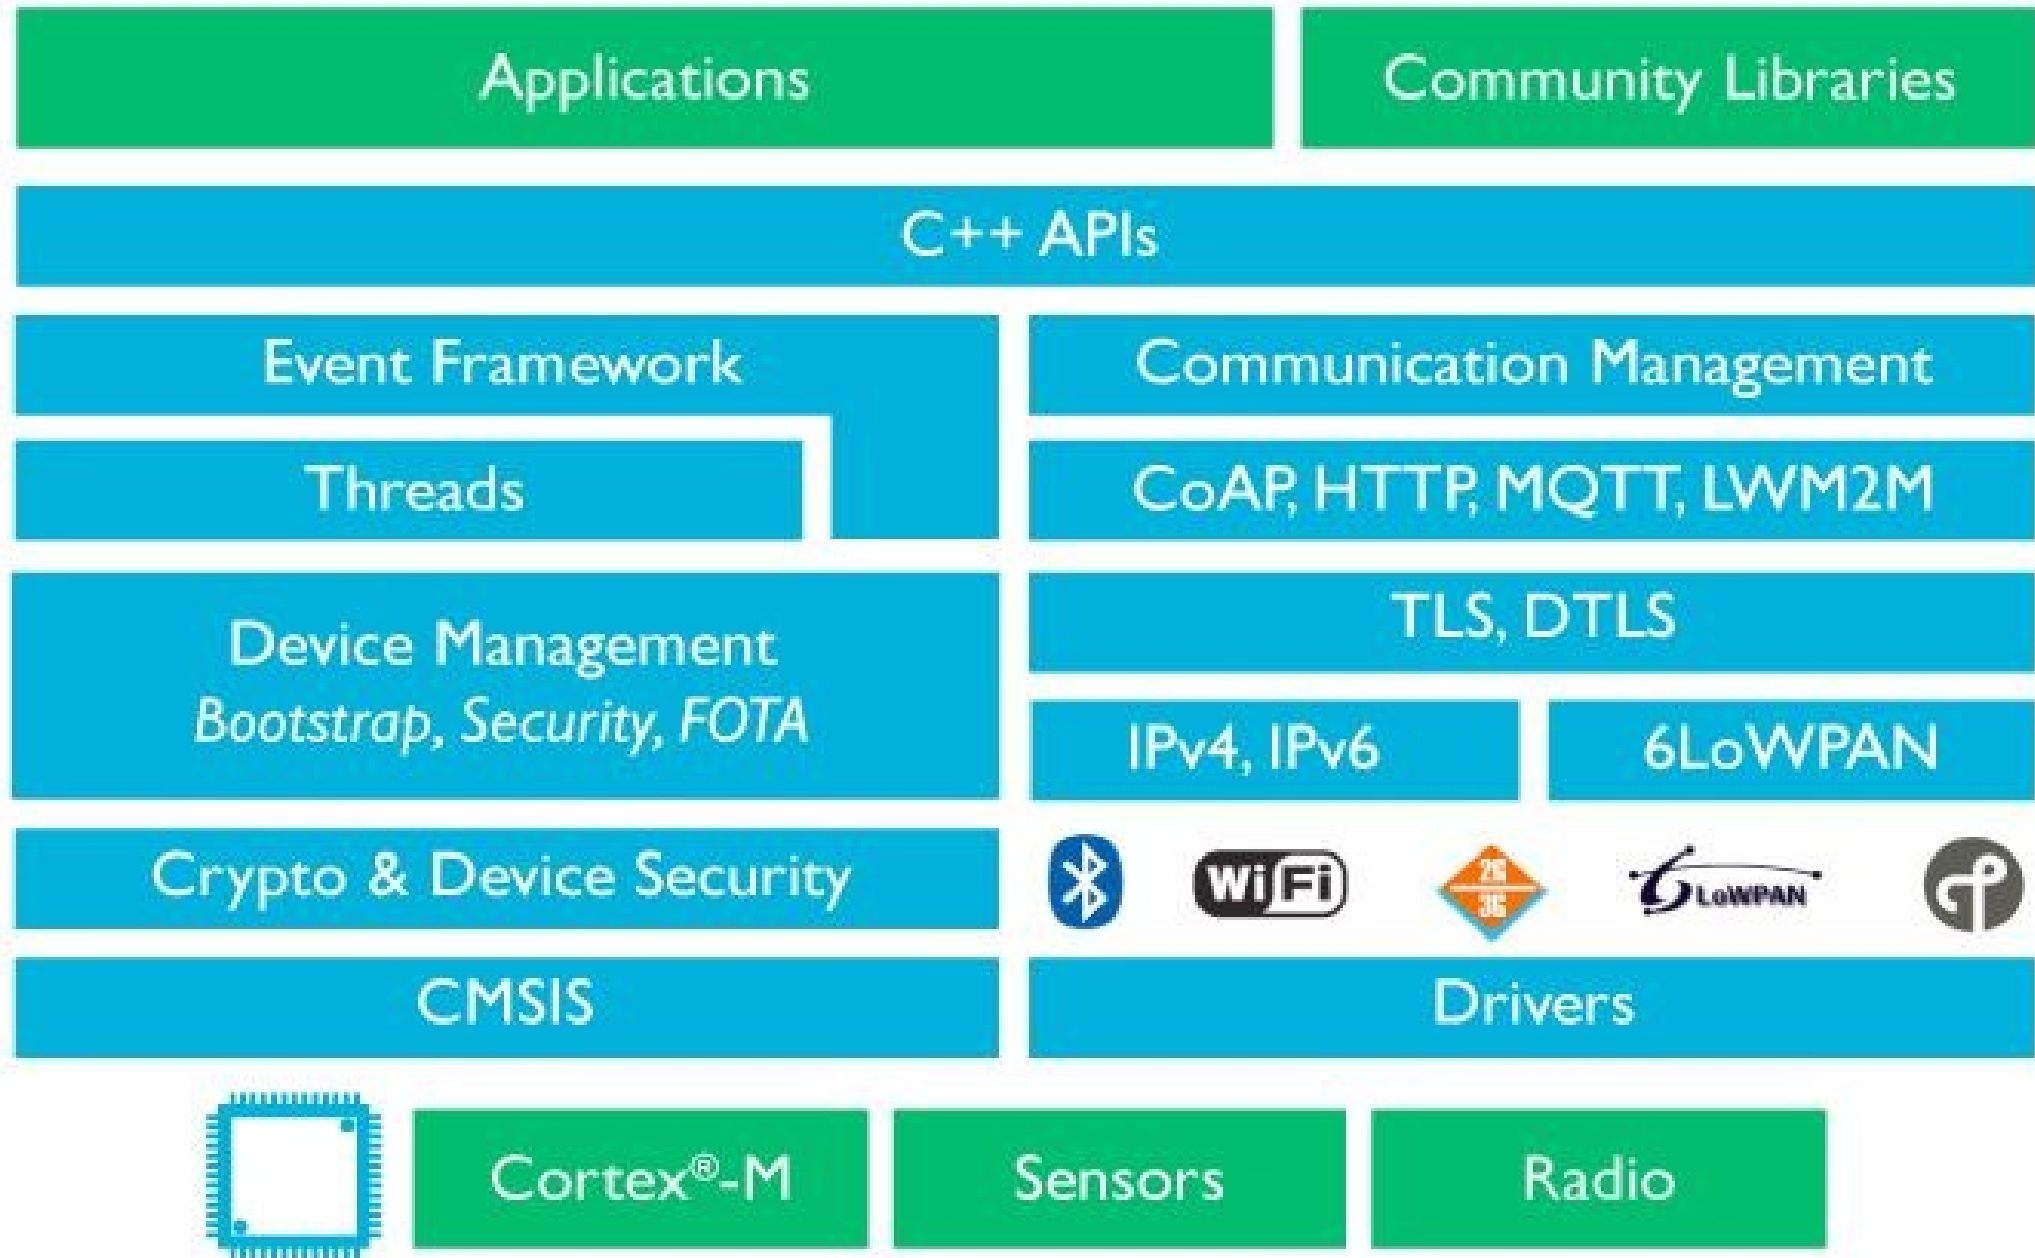 Applications
Community Libraries
C++ APIs
Event Framework
Communication Management
Threads
CoAP, HTTP, MQTT, LWM2M
Device Management
Bootstrap, Security, FOTA
TLS, DTLS
IPv4, IPv6
6LoWPAN
Crypto & Device Security
WiFi
2G
3G
6LoWPAN
CMSIS
Drivers
Cortex®-M
Sensors
Radio